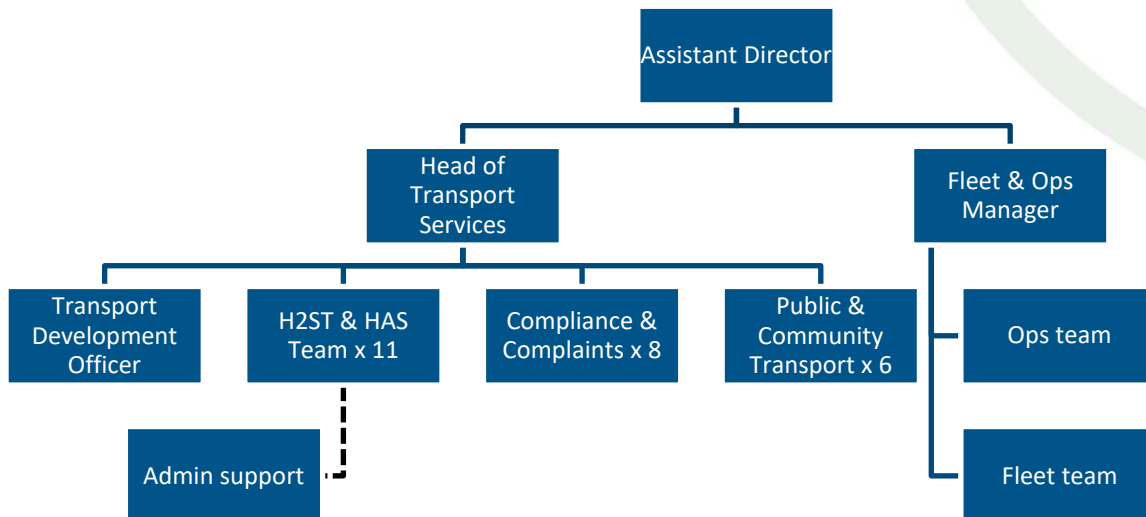 Assistant Director
Head of
Transport
Services
Fleet & Ops
Manager
Transport
Development
Officer
H2ST & HAS
Team x 11
Compliance &
Complaints x 8
Public &
Community
Transport x 6
Ops team
Admin support
Fleet team